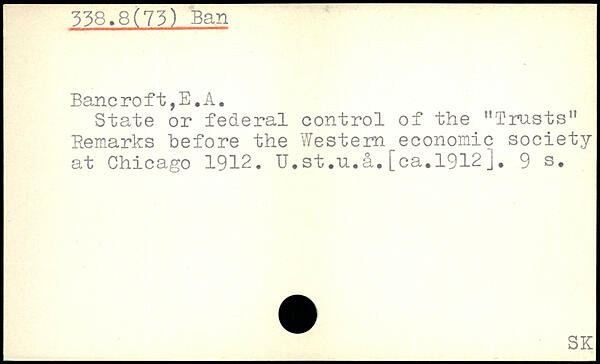 338.8(73) Ban
Bancroft,E.A.
State or federal control of the "Trusts"
Remarks before the Western economic society
at Chicago 1912. U.st.u.å.[ca.1912]. 9 s.
SK